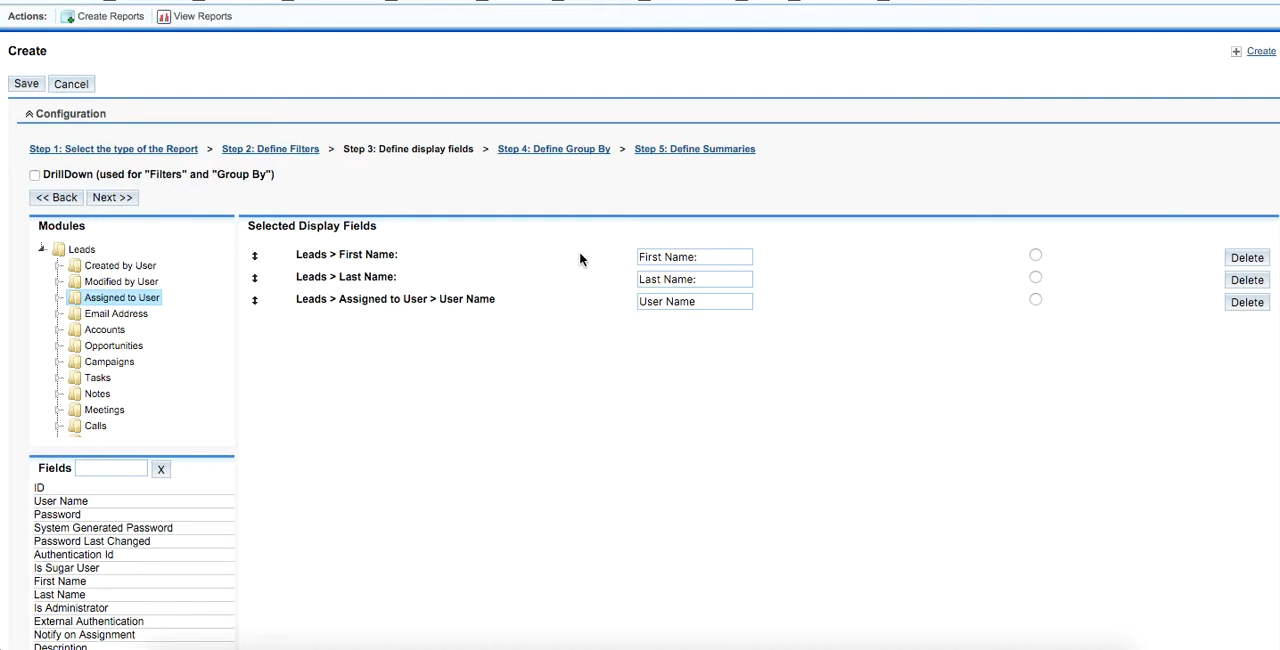 Actions: Create Reports View Reports
Create
Create
Save Cancel
Configuration
Step 1: Select the type of the Report > Step 2: Define Filters > Step 3: Define display fields > Step 4: Define Group By > Step 5: Define Summaries
DrillDown (used for "Filters" and "Group By")
<< Back Next >>
Modules
Leads
Created by User
Modified by User
Assigned to User
Email Address
Accounts
Opportunities
Campaigns
Tasks
Notes
Meetings
Calls
Fields X
ID
User Name
Password
System Generated Password
Password Last Changed
Authentication Id
Is Sugar User
First Name
Last Name
Is Administrator
External Authentication
Notify on Assignment
Description
Selected Display Fields
Leads > First Name: First Name: Delete
Leads > Last Name: Last Name: Delete
Leads > Assigned to User > User Name User Name Delete